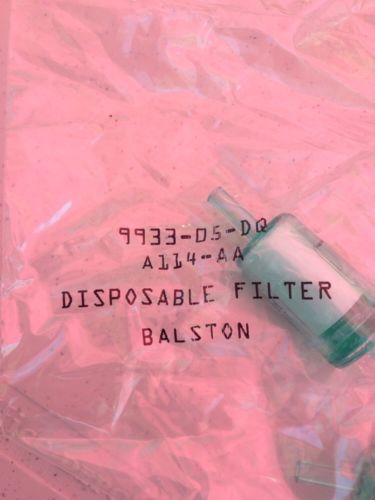 9933-05-DQ
A114-AA
DISPOSABLE FILTER
BALSTON